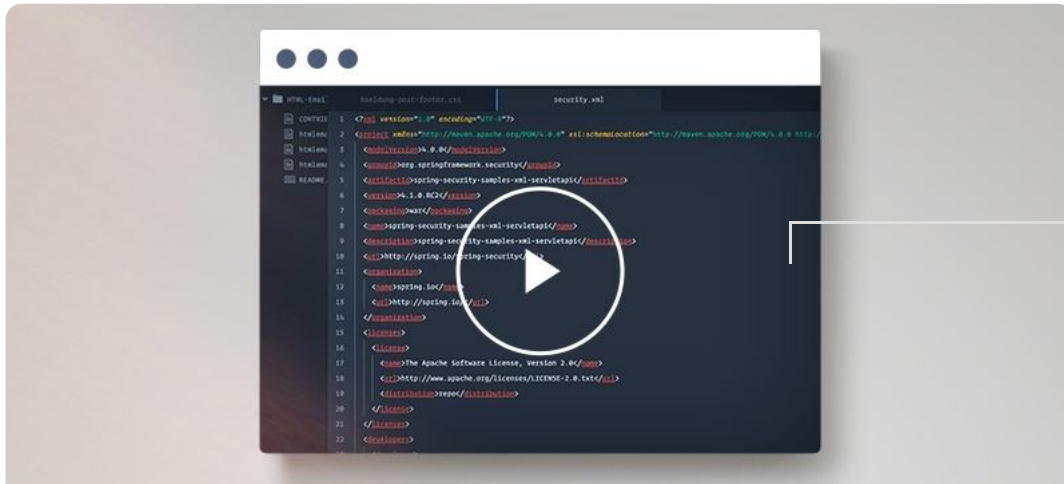 HTML-Emai
baeldung-post-footer.css
security.xml
CONTRIB
htmlema
htmlema
htmlema
README.
1 <?xml version="1.0" encoding="UTF-8"?>
2 <project xmlns="http://maven.apache.org/POM/4.0.0" xsi:schemaLocation="http://maven.apache.org/POM/4.0.0 http:/
3 <modelVersion>4.0.0</modelVersion>
4 <groupId>org.springframework.security</groupId>
5 <artifactId>spring-security-samples-xml-servletapi</artifactId>
6 <version>4.1.0.RC2</version>
7 <packaging>war</packaging>
8 <name>spring-security-samples-xml-servletapi</name>
9 <description>spring-security-samples-xml-servletapi</description>
10 <url>http://spring.io/spring-security</url>
11 <organization>
12 <name>spring.io</name>
13 <url>http://spring.io/</url>
14 </organization>
15 <licenses>
16 <license>
17 <name>The Apache Software License, Version 2.0</name>
18 <url>http://www.apache.org/licenses/LICENSE-2.0.txt</url>
19 <distribution>repo</distribution>
20 </license>
21 </licenses>
22 <developers>